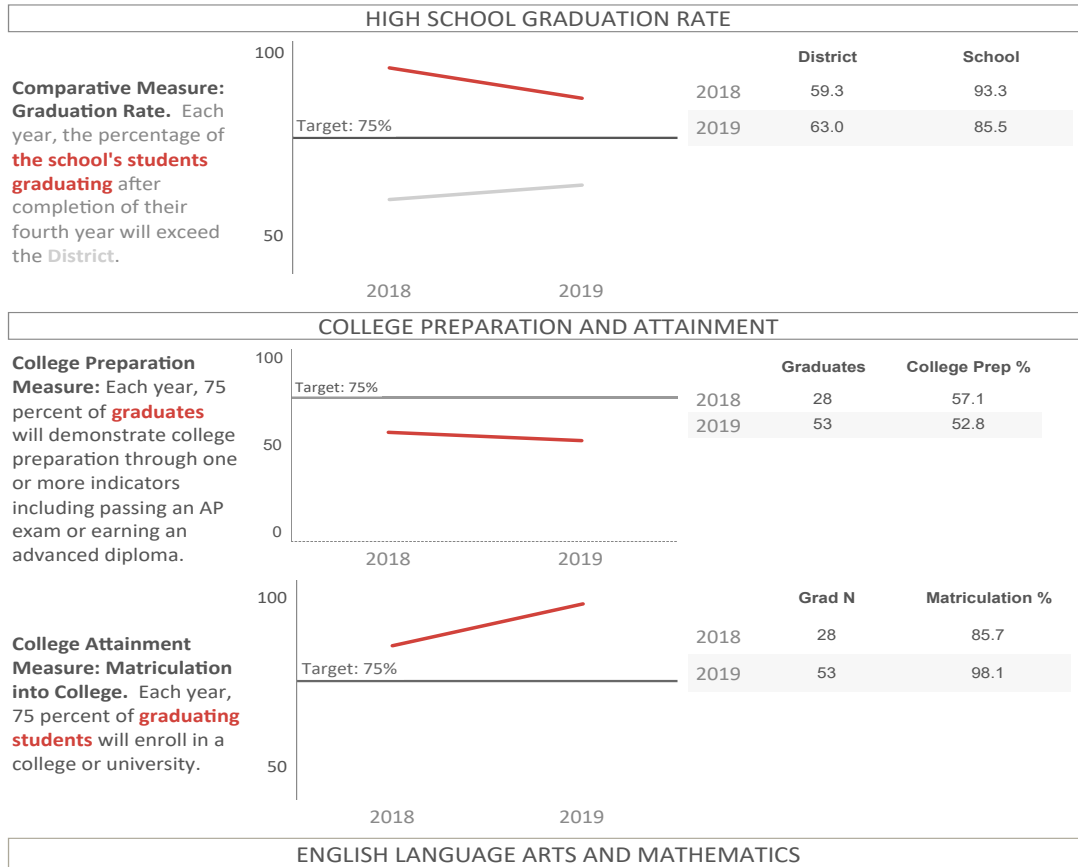 HIGH SCHOOL GRADUATION RATE
Comparative Measure:
Graduation Rate. Each
year, the percentage of
the school's students
graduating after
completion of their
fourth year will exceed
the District.
100
Target: 75%
50
2018 2019
District School
2018 59.3 93.3
2019 63.0 85.5
COLLEGE PREPARATION AND ATTAINMENT
College Preparation
Measure: Each year, 75
percent of graduates
will demonstrate college
preparation through one
or more indicators
including passing an AP
exam or earning an
advanced diploma.
100
Target: 75%
50
0
2018 2019
Graduates College Prep %
2018 28 57.1
2019 53 52.8
College Attainment
Measure: Matriculation
into College. Each year,
75 percent of graduating
students will enroll in a
college or university.
100
Target: 75%
50
2018 2019
Grad N Matriculation %
2018 28 85.7
2019 53 98.1
ENGLISH LANGUAGE ARTS AND MATHEMATICS